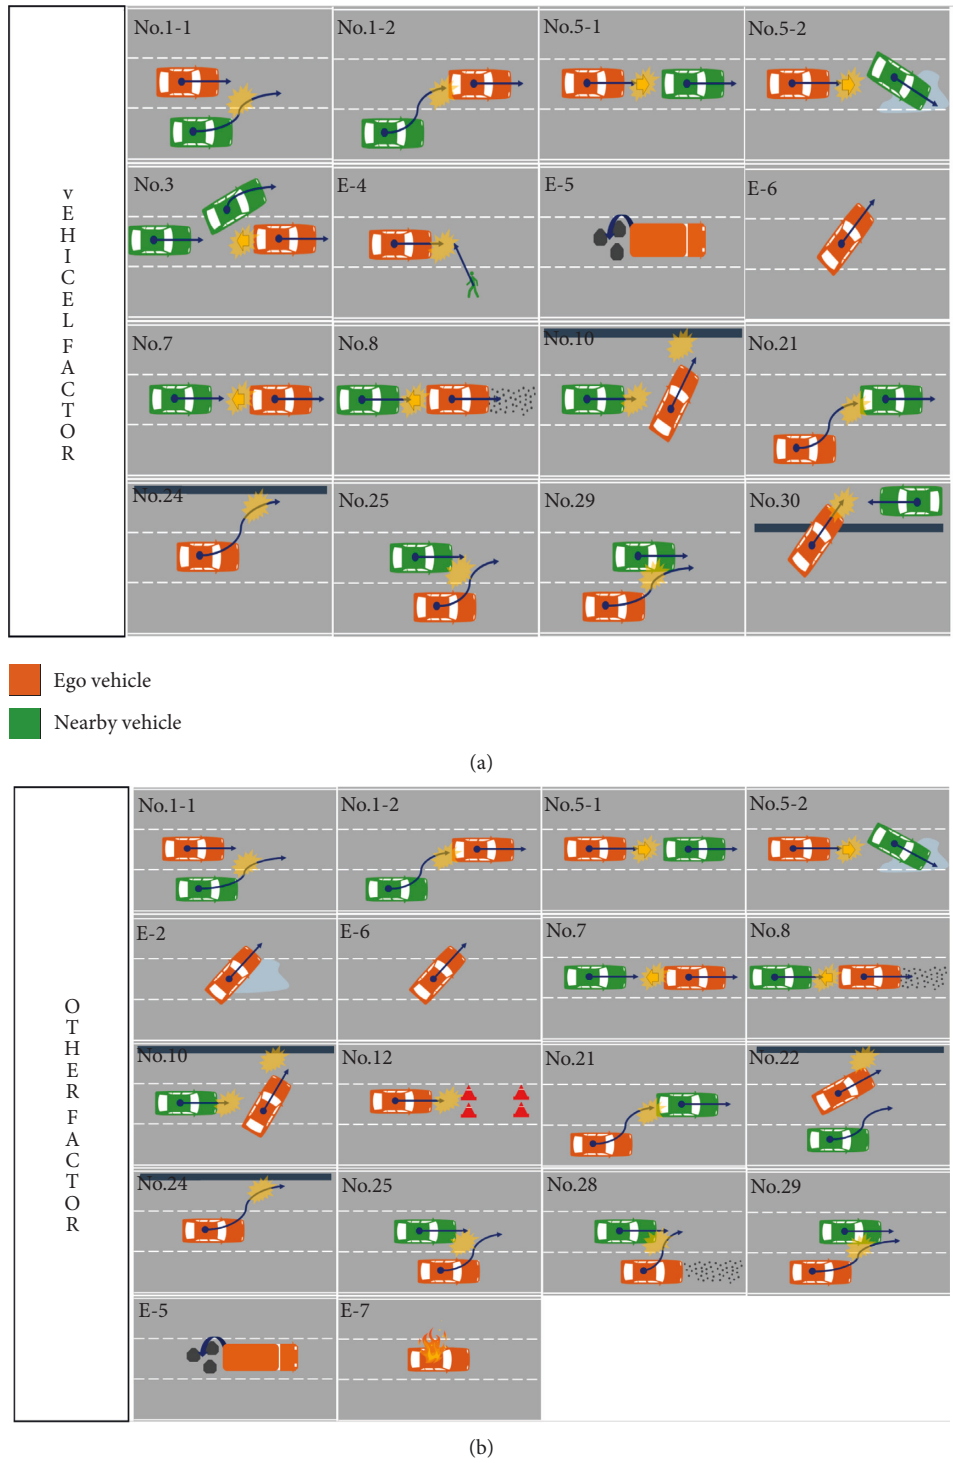 No.1-1
No.1-2
No.5-1
No.5-2
vEHICEL FACTOR
No.3
E-4
E-5
E-6
No.7
No.8
No.10
No.21
No.24
No.25
No.29
No.30
Ego vehicle
Nearby vehicle
(a)
No.1-1
No.1-2
No.5-1
No.5-2
OTHER FACTOR
E-2
E-6
No.7
No.8
No.10
No.12
No.21
No.22
No.24
No.25
No.28
No.29
E-5
E-7
(b)